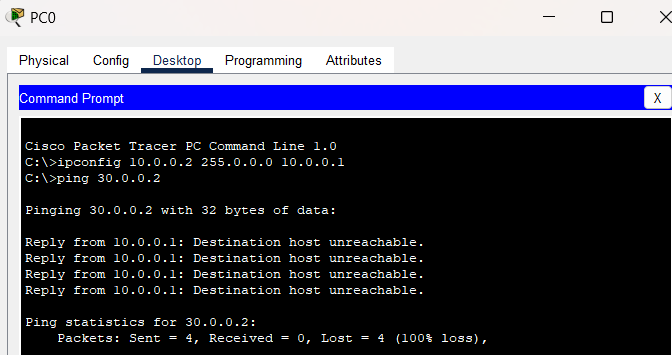 PC0
Physical Config Desktop Programming Attributes
Command Prompt X
Cisco Packet Tracer PC Command Line 1.0
C:\>ipconfig 10.0.0.2 255.0.0.0 10.0.0.1
C:\>ping 30.0.0.2
Pinging 30.0.0.2 with 32 bytes of data:
Reply from 10.0.0.1: Destination host unreachable.
Reply from 10.0.0.1: Destination host unreachable.
Reply from 10.0.0.1: Destination host unreachable.
Reply from 10.0.0.1: Destination host unreachable.
Ping statistics for 30.0.0.2:
Packets: Sent = 4, Received = 0, Lost = 4 (100% loss),